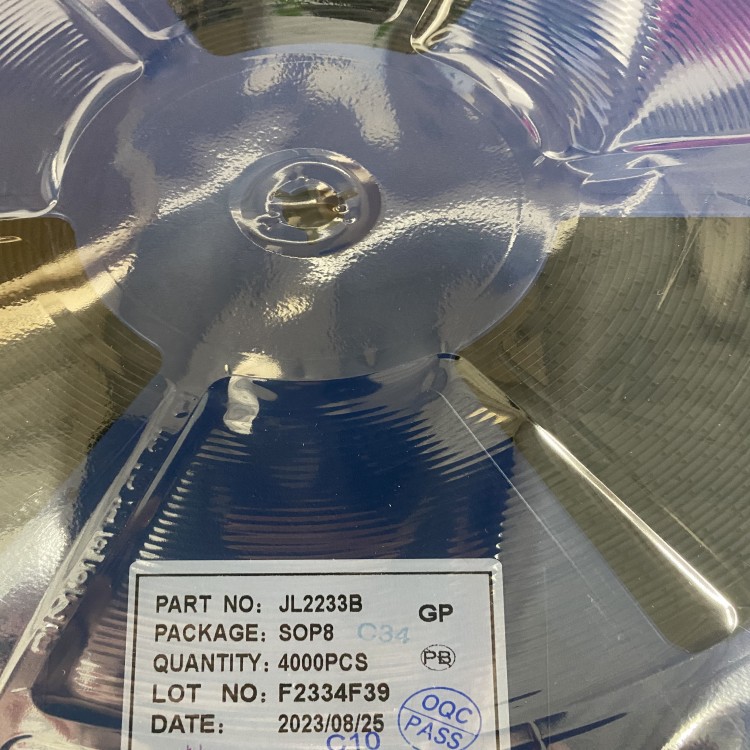 PART NO: JL2233B
GP
PACKAGE: SOP8 C34
QUANTITY: 4000PCS
PB
LOT NO: F2334F39
DATE: 2023/08/25
OQC
PASS
C10